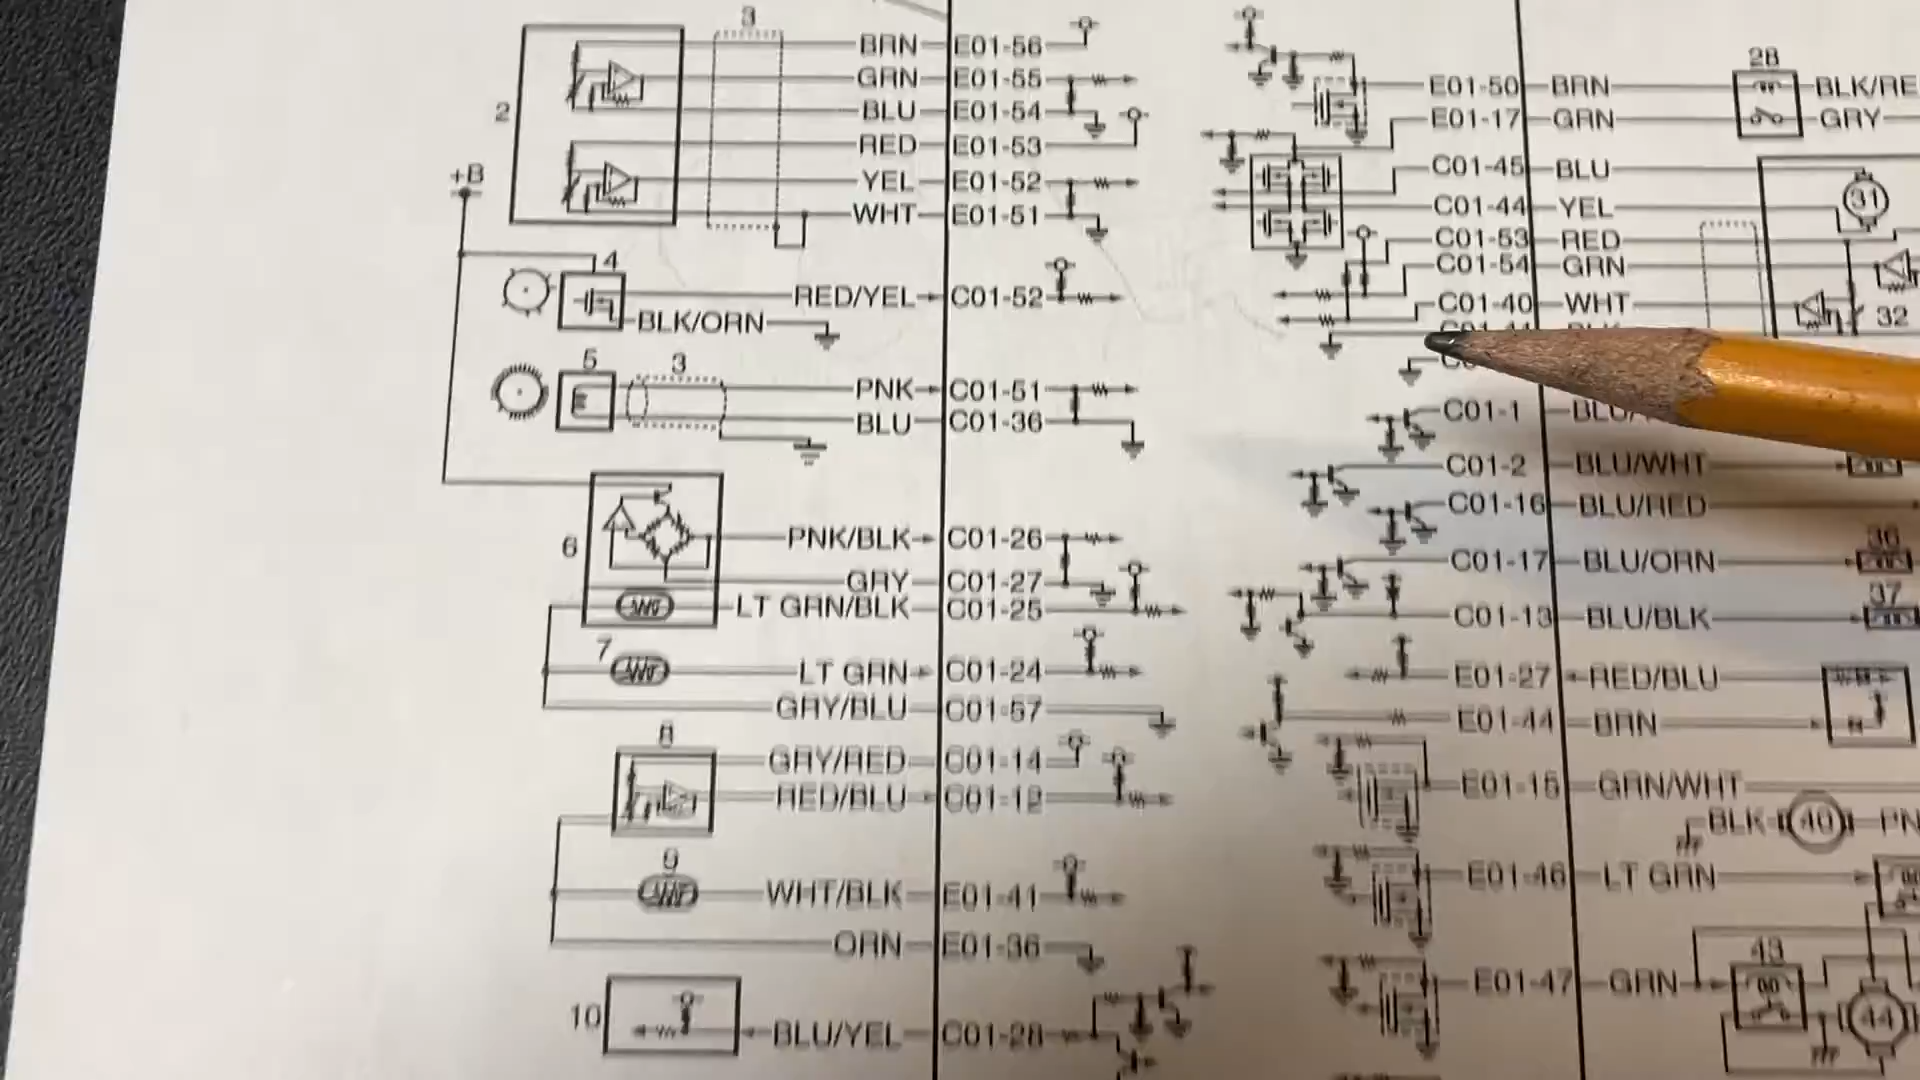 3
BRN E01-56
GRN E01-55
2
BLU E01-54
RED E01-53
+B
YEL E01-52
WHT E01-51
4
RED/YEL C01-52
BLK/ORN
5 3
PNK C01-51
BLU C01-36
6
PNK/BLK C01-26
GRY C01-27
LT GRN/BLK C01-25
7
LT GRN C01-24
GRY/BLU C01-57
8
GRY/RED C01-14
RED/BLU C01-12
9
WHT/BLK E01-41
ORN E01-36
10
BLU/YEL C01-28
28
E01-50 BRN BLK/RE
E01-17 GRN GRY
C01-45 BLU
31
C01-44 YEL
C01-53 RED
C01-54 GRN
C01-40 WHT
32
C01-1
C01-2 BLU/WHT
C01-16 BLU/RED
36
C01-17 BLU/ORN
37
C01-13 BLU/BLK
E01-27 RED/BLU
E01-44 BRN
E01-15 GRN/WHT
BLK 40 PN
E01-46 LT GRN
43
E01-47 GRN
44